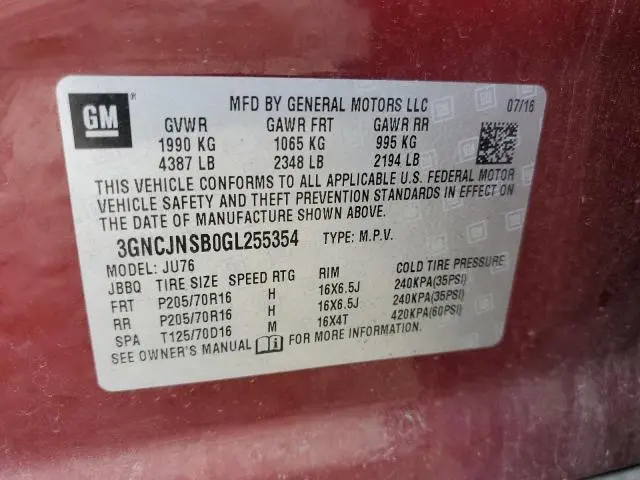 GM ®
MFD BY GENERAL MOTORS LLC 07/16
GVWR GAWR FRT GAWR RR
1990 KG 1065 KG 995 KG
4387 LB 2348 LB 2194 LB
THIS VEHICLE CONFORMS TO ALL APPLICABLE U.S. FEDERAL MOTOR
VEHICLE SAFETY AND THEFT PREVENTION STANDARDS IN EFFECT ON
THE DATE OF MANUFACTURE SHOWN ABOVE.
3GNCJNSB0GL255354 TYPE: M.P.V.
MODEL: JU76
JBBQ TIRE SIZE SPEED RTG RIM COLD TIRE PRESSURE
FRT P205/70R16 H 16X6.5J 240KPA(35PSI)
RR P205/70R16 H 16X6.5J 240KPA(35PSI)
SPA T125/70D16 M 16X4T 420KPA(60PSI)
SEE OWNER'S MANUAL FOR MORE INFORMATION.